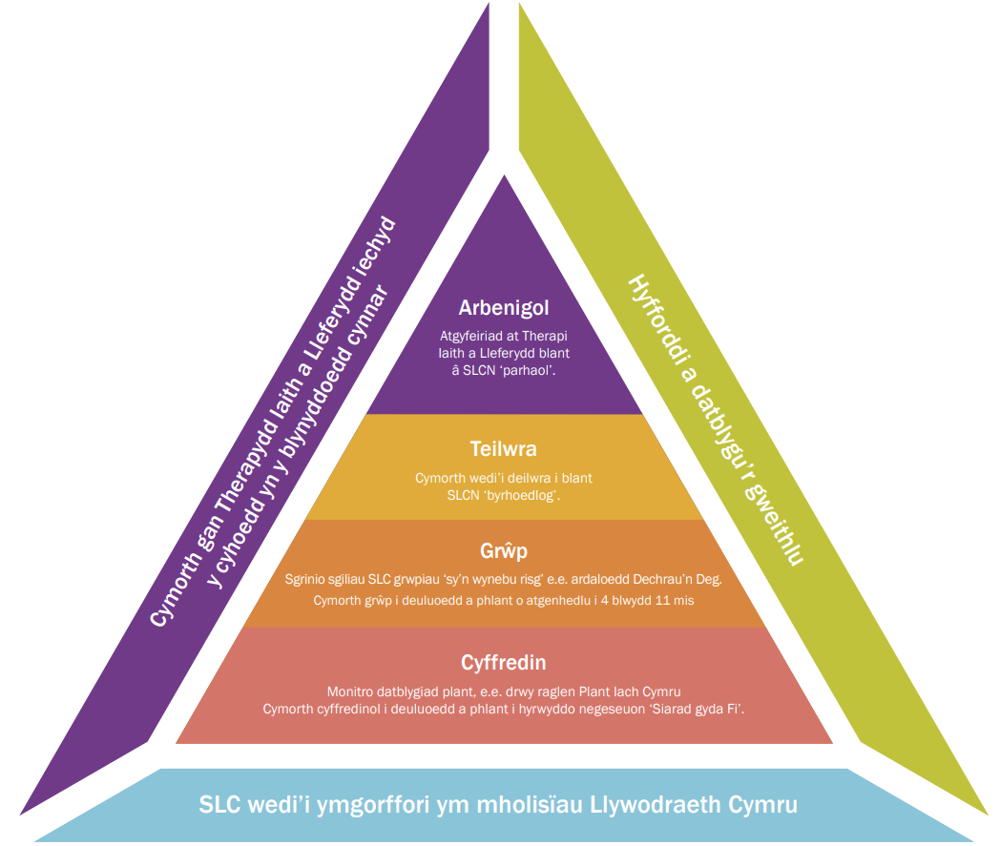 Cymorth gan Therapydd Iaith a Lleferydd iechyd
y cyhoedd yn y blynyddoedd cynnar
Hyfforddi a datblygu’r gweithlu
Arbenigol
Atgyfeiriad at Therapi
Iaith a Lleferydd blant
â SLCN ‘parhaol’.
Teilwra
Cymorth wedi’i deilwra i blant
SLCN ‘byrhoedlog’.
Grŵp
Sgrinio sgiliau SLC grwpiau ‘sy’n wynebu risg’ e.e. ardaloedd Dechrau’n Deg.
Cymorth grŵp i deuluoedd a phlant o atgenhedlu i 4 blwydd 11 mis
Cyffredin
Monitro datblygiad plant, e.e. drwy raglen Plant Iach Cymru
Cymorth cyffredinol i deuluoedd a phlant i hyrwyddo negeseuon ‘Siarad gyda Fi’.
SLC wedi’i ymgorffori ym mholisïau Llywodraeth Cymru